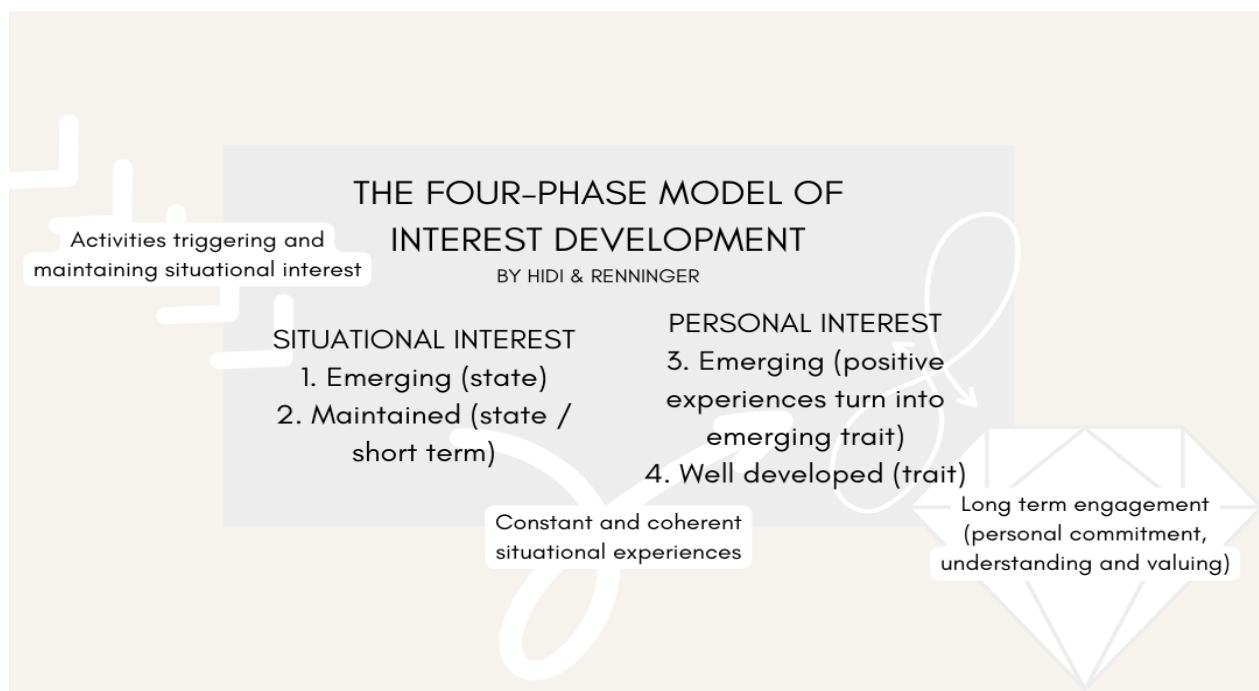 THE FOUR-PHASE MODEL OF
INTEREST DEVELOPMENT
BY HIDI & RENNINGER
Activities triggering and
maintaining situational interest
SITUATIONAL INTEREST
1. Emerging (state)
2. Maintained (state /
short term)
PERSONAL INTEREST
3. Emerging (positive
experiences turn into
emerging trait)
4. Well developed (trait)
Constant and coherent
situational experiences
Long term engagement
(personal commitment,
understanding and valuing)